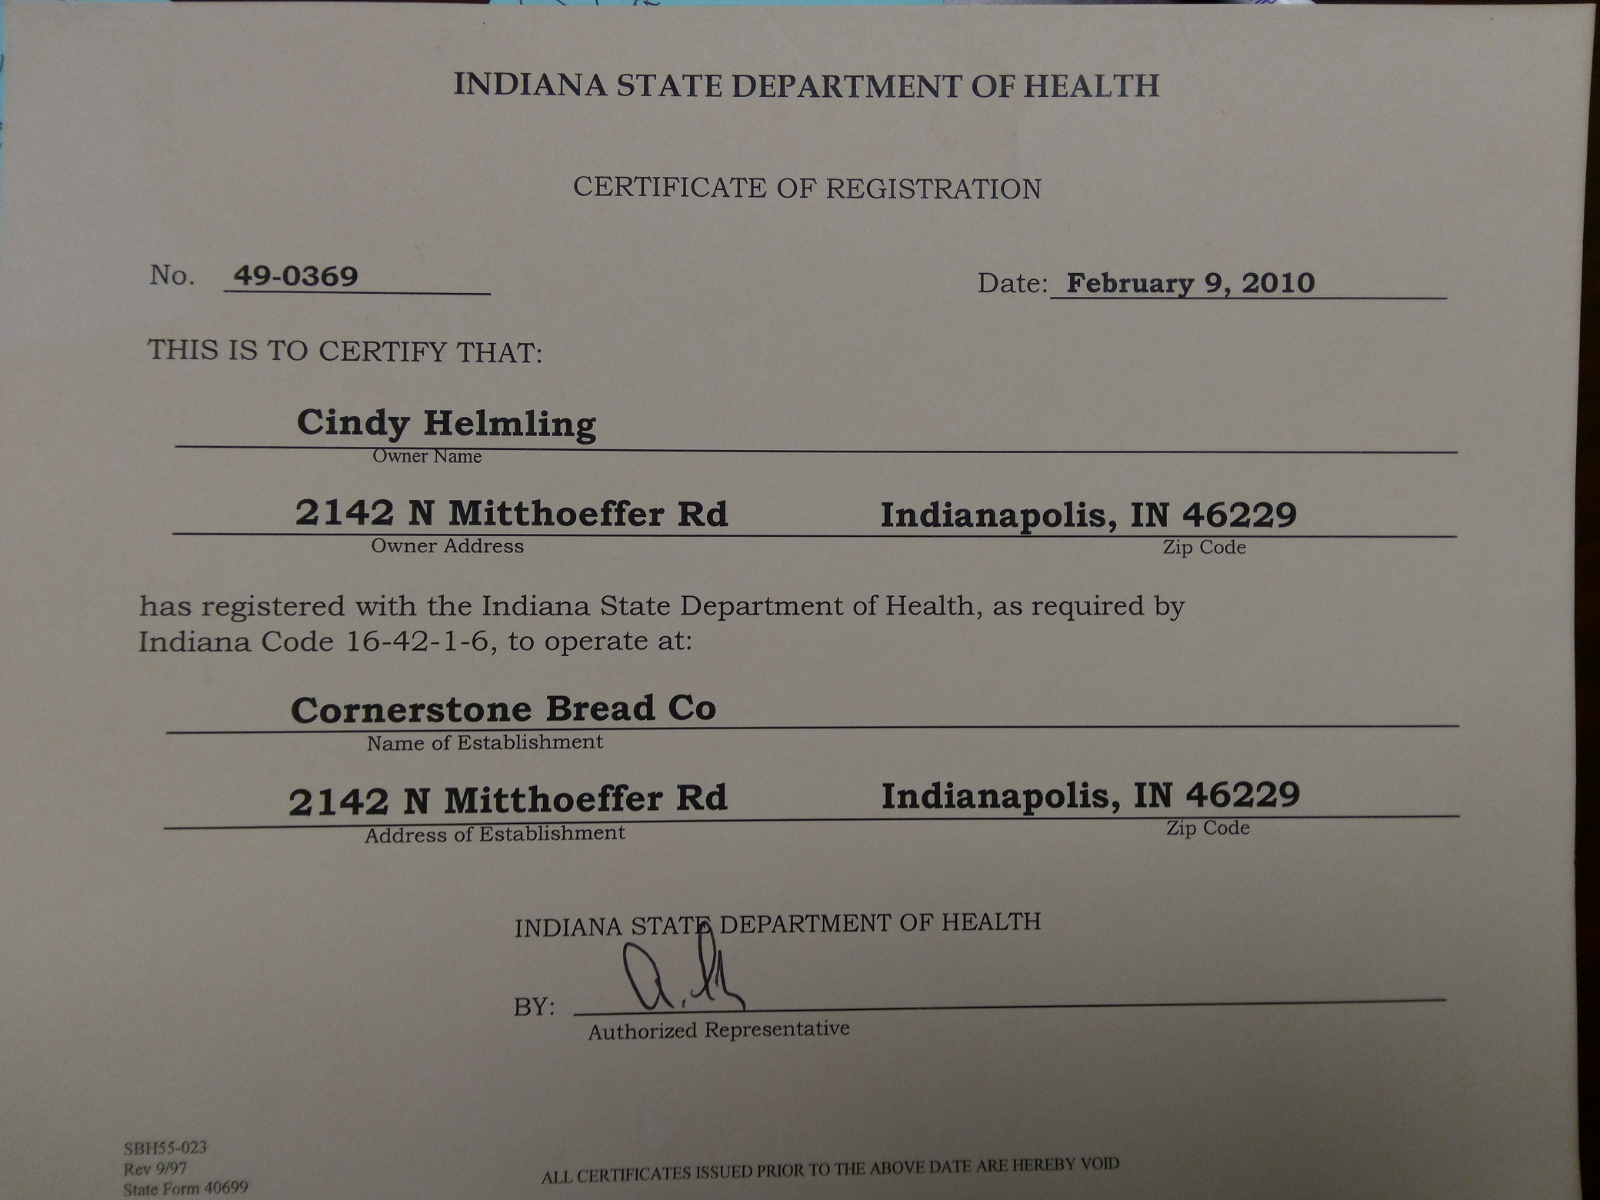 INDIANA STATE DEPARTMENT OF HEALTH
CERTIFICATE OF REGISTRATION
No. 49-0369 Date: February 9, 2010
THIS IS TO CERTIFY THAT:
Cindy Helmling
Owner Name
2142 N Mitthoeffer Rd Indianapolis, IN 46229
Owner Address Zip Code
has registered with the Indiana State Department of Health, as required by
Indiana Code 16-42-1-6, to operate at:
Cornerstone Bread Co
Name of Establishment
2142 N Mitthoeffer Rd Indianapolis, IN 46229
Address of Establishment Zip Code
INDIANA STATE DEPARTMENT OF HEALTH
BY:
Authorized Representative
SBH55-023
Rev 9/97
State Form 40699
ALL CERTIFICATES ISSUED PRIOR TO THE ABOVE DATE ARE HEREBY VOID